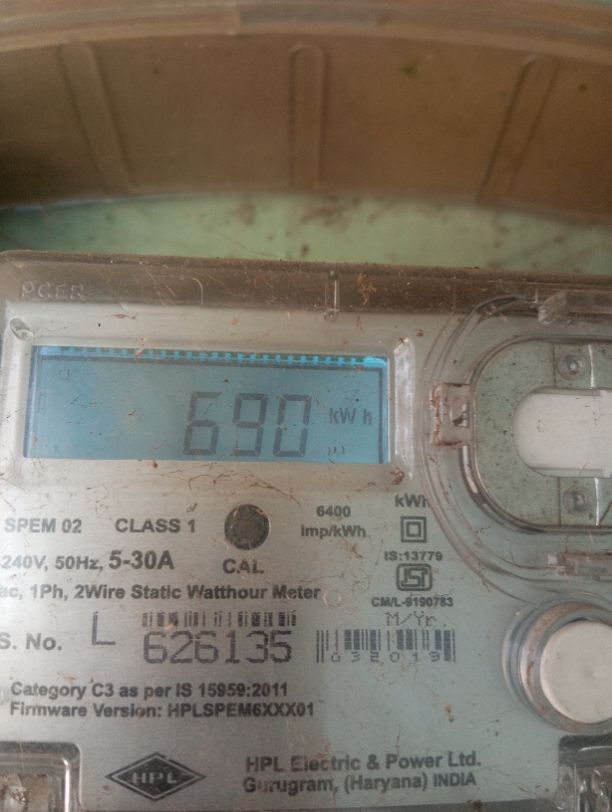 690 kWh
6400 kWh
SPEM 02 CLASS 1 imp/kWh
-240V, 50Hz, 5-30A CAL IS:13779
ac, 1Ph, 2Wire Static Watthour Meter CM/L-9190783
S. No. L 626135 M/Yr.
032019
Category C3 as per IS 15959:2011
Firmware Version: HPLSPEM6XXX01
HPL HPL Electric & Power Ltd.
Gurugram, (Haryana) INDIA